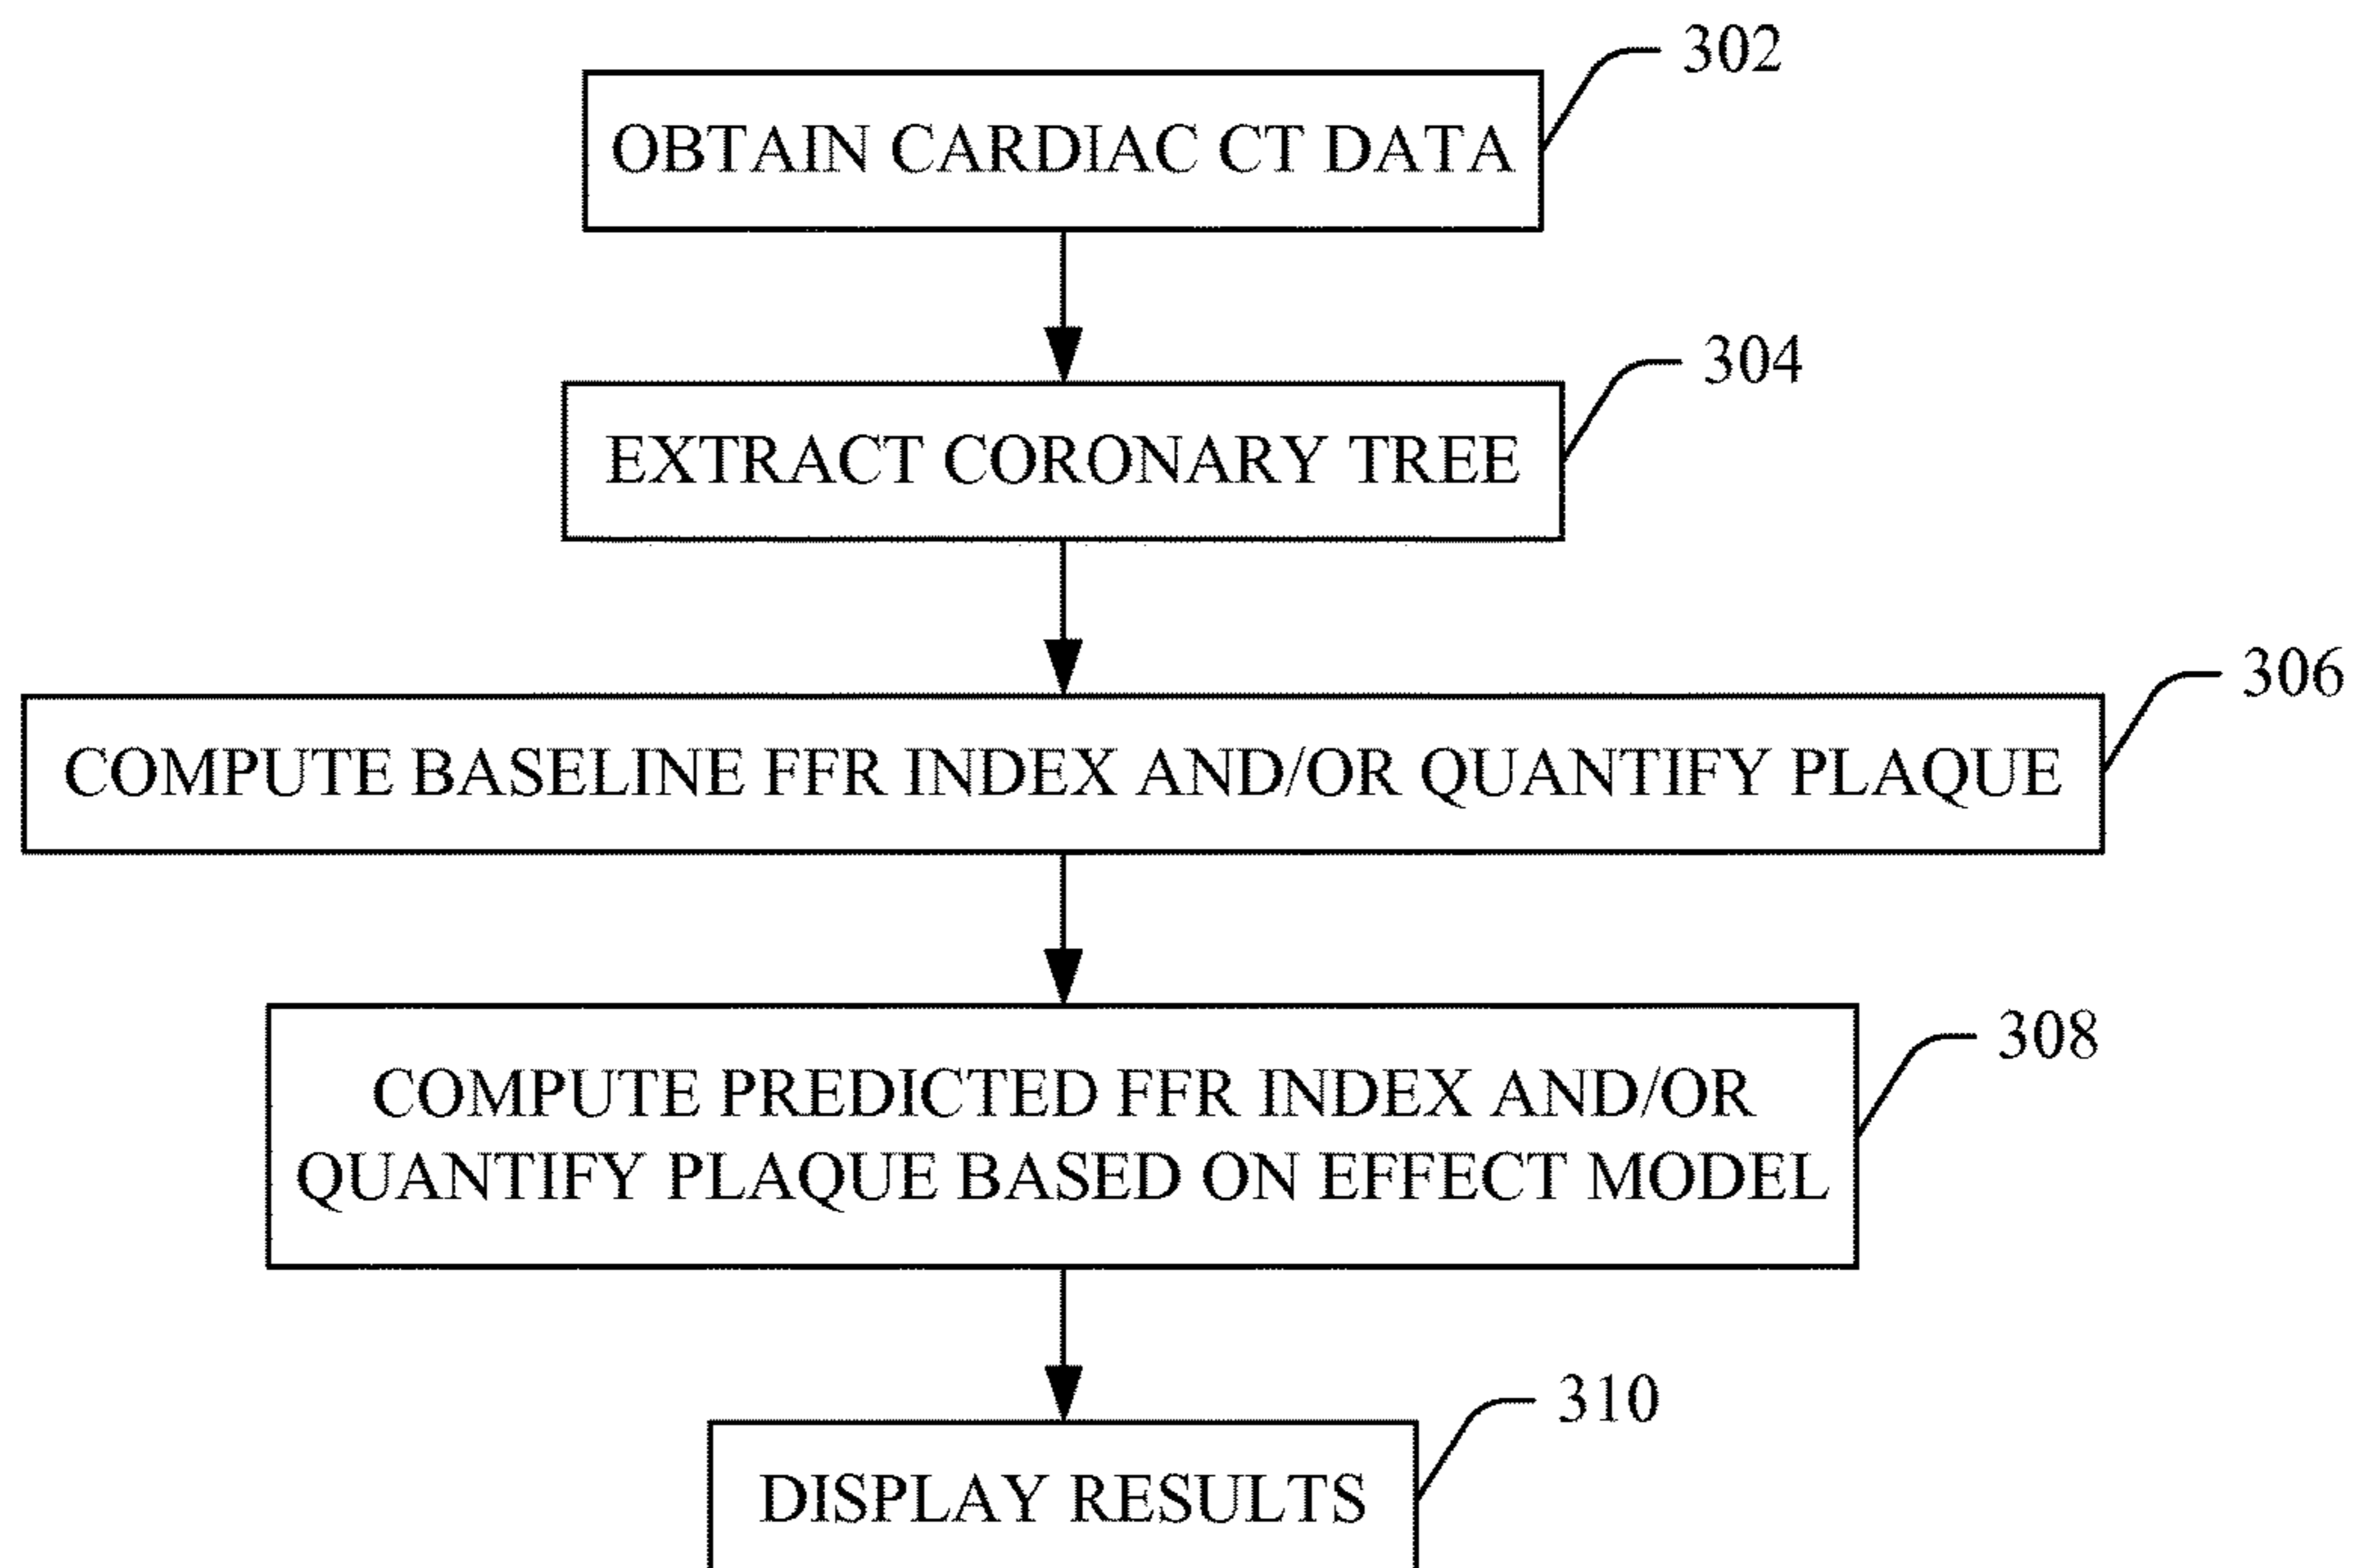 302
OBTAIN CARDIAC CT DATA
304
EXTRACT CORONARY TREE
306
COMPUTE BASELINE FFR INDEX AND/OR QUANTIFY PLAQUE
308
COMPUTE PREDICTED FFR INDEX AND/OR
QUANTIFY PLAQUE BASED ON EFFECT MODEL
310
DISPLAY RESULTS